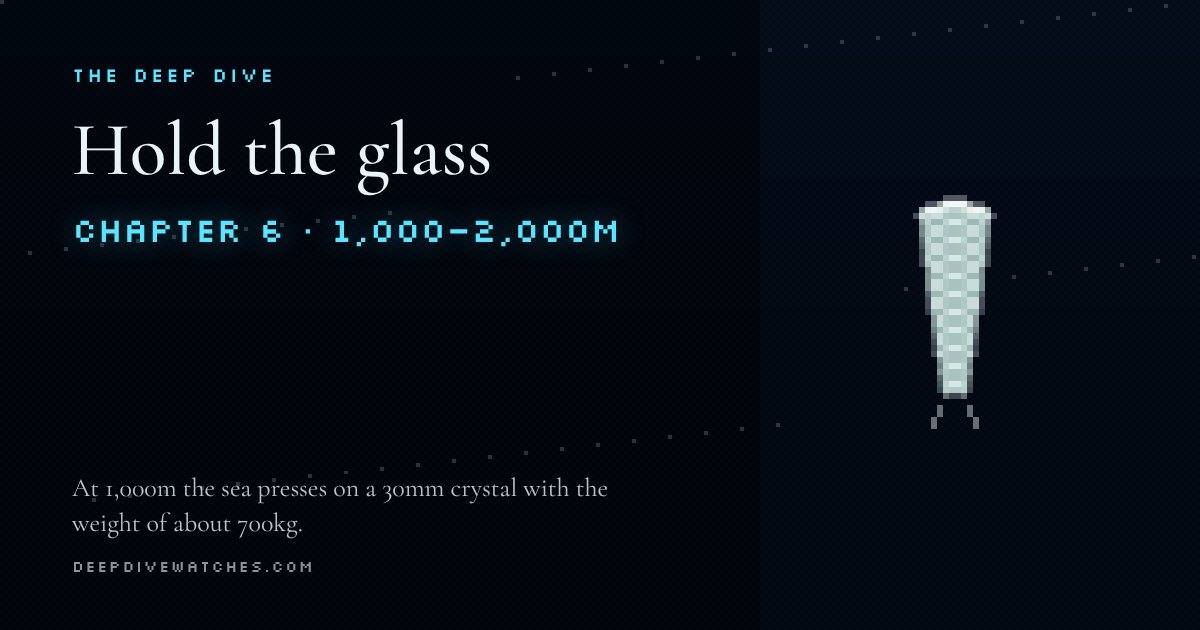 THE DEEP DIVE
Hold the glass
CHAPTER 6 · 1,000–2,000M
At 1,000m the sea presses on a 30mm crystal with the
weight of about 700kg.
DEEPDIVEWATCHES.COM